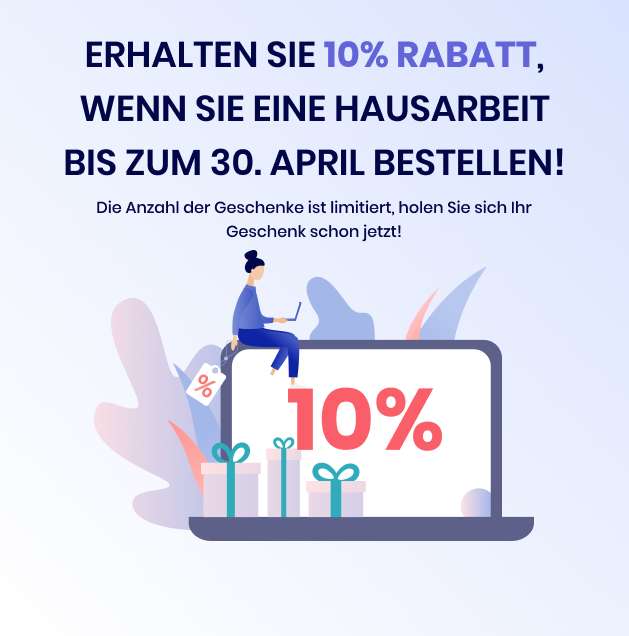 ERHALTEN SIE 10% RABATT,
WENN SIE EINE HAUSARBEIT
BIS ZUM 30. APRIL BESTELLEN!
Die Anzahl der Geschenke ist limitiert, holen Sie sich Ihr
Geschenk schon jetzt!
%
10%